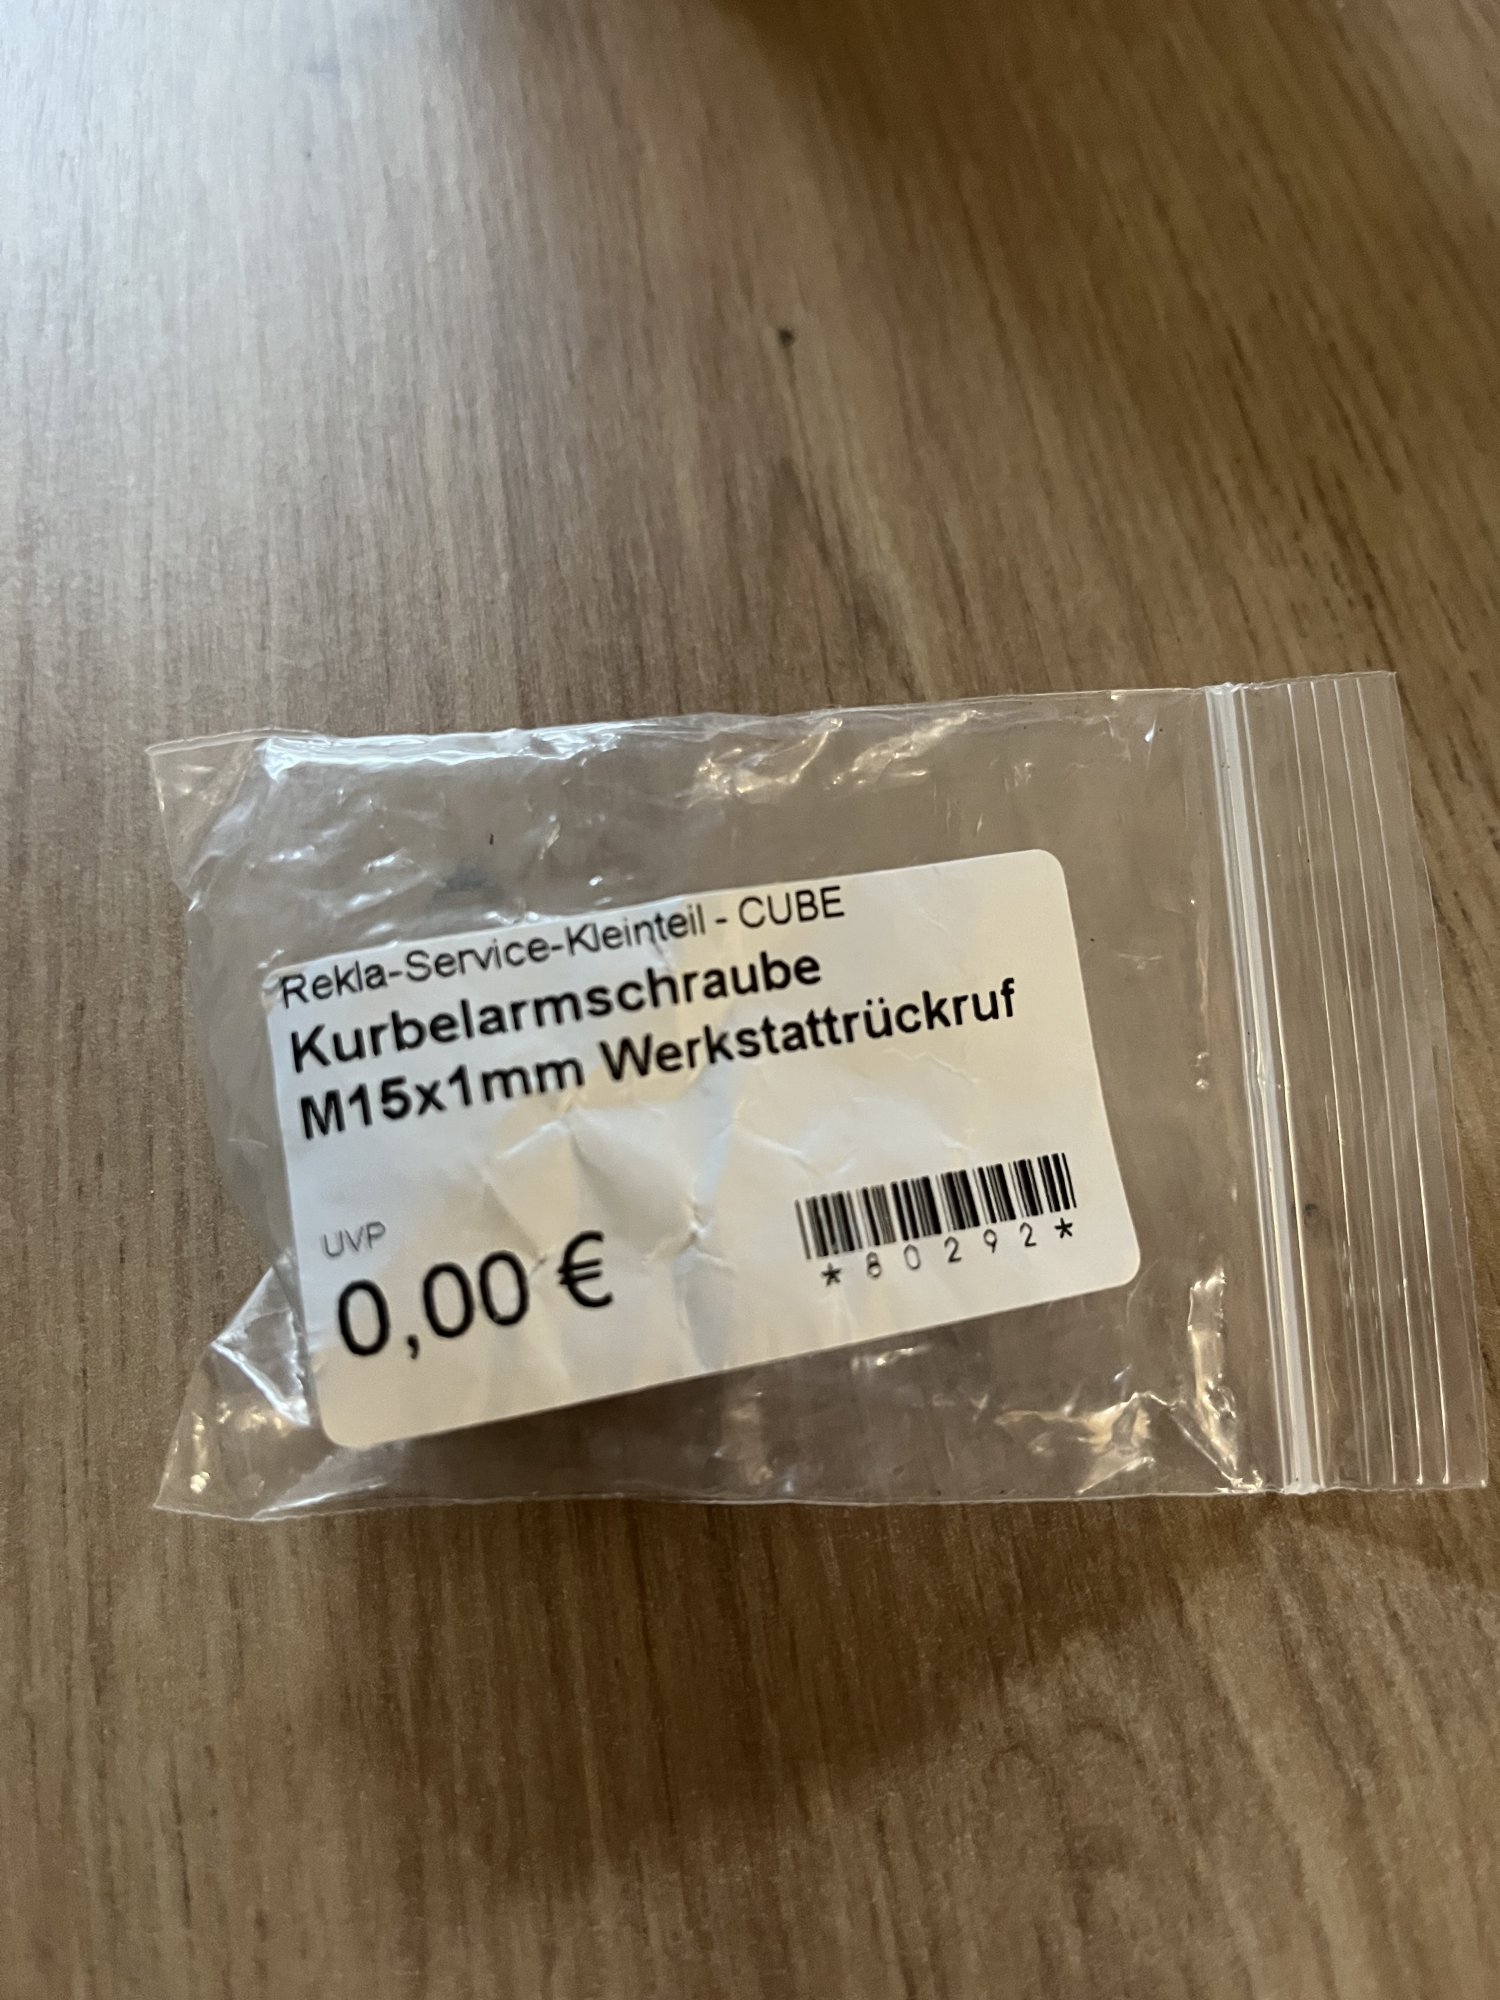 Rekla-Service-Kleinteil - CUBE
Kurbelarmschraube
M15x1mm Werkstattrückruf
UVP
0,00 €
*80292*